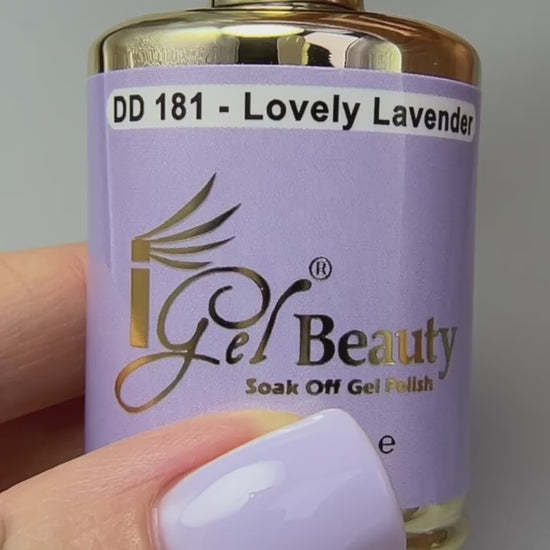 DD 181 - Lovely Lavender
iGel®
Beauty
Soak Off Gel Polish
e